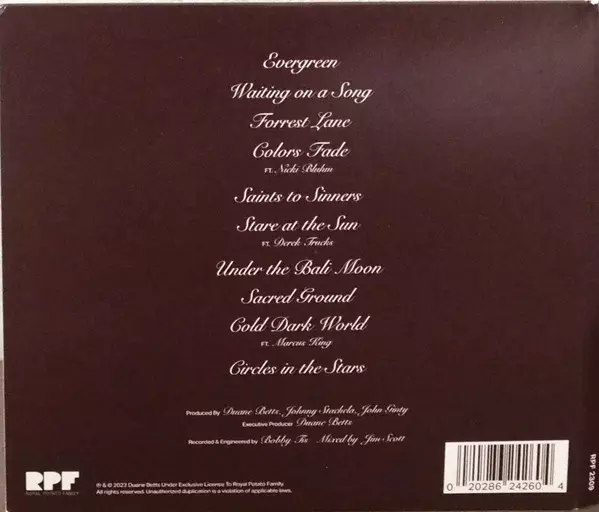 Evergreen
Waiting on a Song
Forrest Lane
Colors Fade
FT. Nicki Bluhm
Saints to Sinners
Stare at the Sun
FT. Derek Trucks
Under the Bali Moon
Sacred Ground
Cold Dark World
FT. Marcus King
Circles in the Stars
Produced By Duane Betts, Johnny Stachela, John Ginty
Executive Producer Duane Betts
Recorded & Engineered by Bobby Tis Mixed by Jim Scott
RPF
ROYAL POTATO FAMILY
℗ & © 2023 Duane Betts Under Exclusive License To Royal Potato Family.
All rights reserved. Unauthorized duplication is a violation of applicable laws.
0 20286 24260 4
RPF 2309